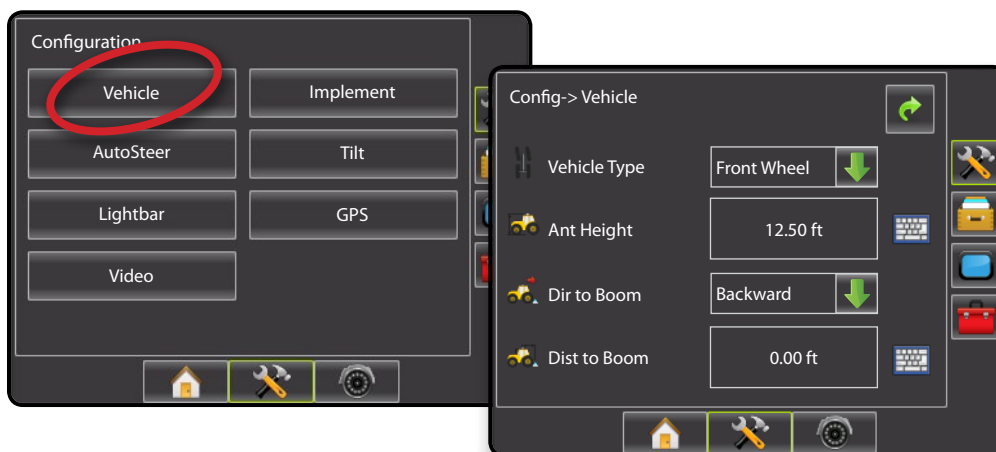 Configuration
Vehicle
Implement
AutoSteer
Tilt
Lightbar
GPS
Video
Config-> Vehicle
Vehicle Type
Front Wheel
Ant Height
12.50 ft
Dir to Boom
Backward
Dist to Boom
0.00 ft